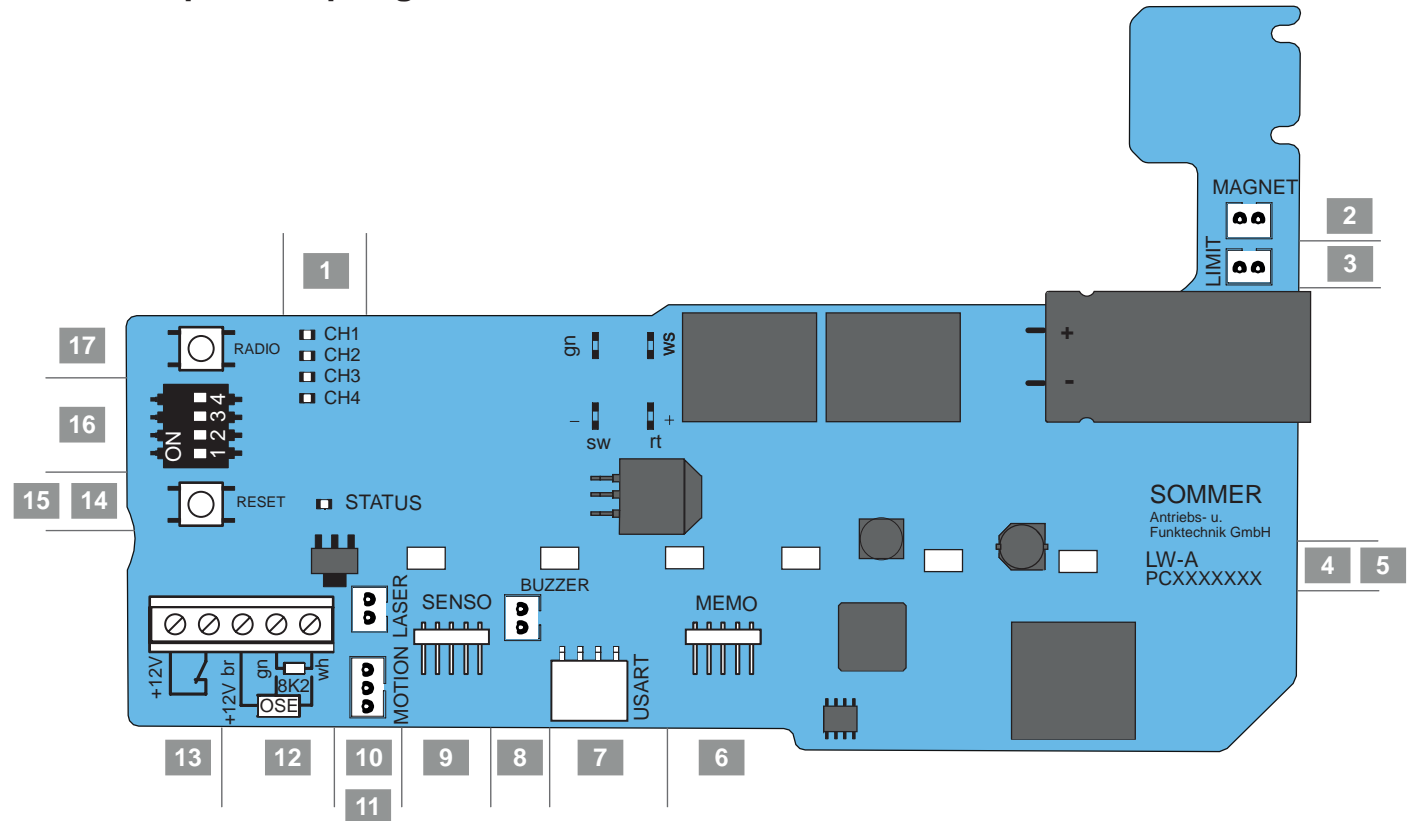 MAGNET
2
LIMIT
3
1
17
RADIO
CH1
CH2
CH3
CH4
gn
ws
+
-
16
ON
1 2 3 4
–
+
sw
rt
15
14
RESET
STATUS
SOMMER
Antriebs- u.
Funktechnik GmbH
LW-A
PCXXXXXXX
4
5
BUZZER
LASER
SENSO
MEMO
+12V
+12V
br
gn
wh
8K2
OSE
MOTION
USART
13
12
10
9
8
7
6
11